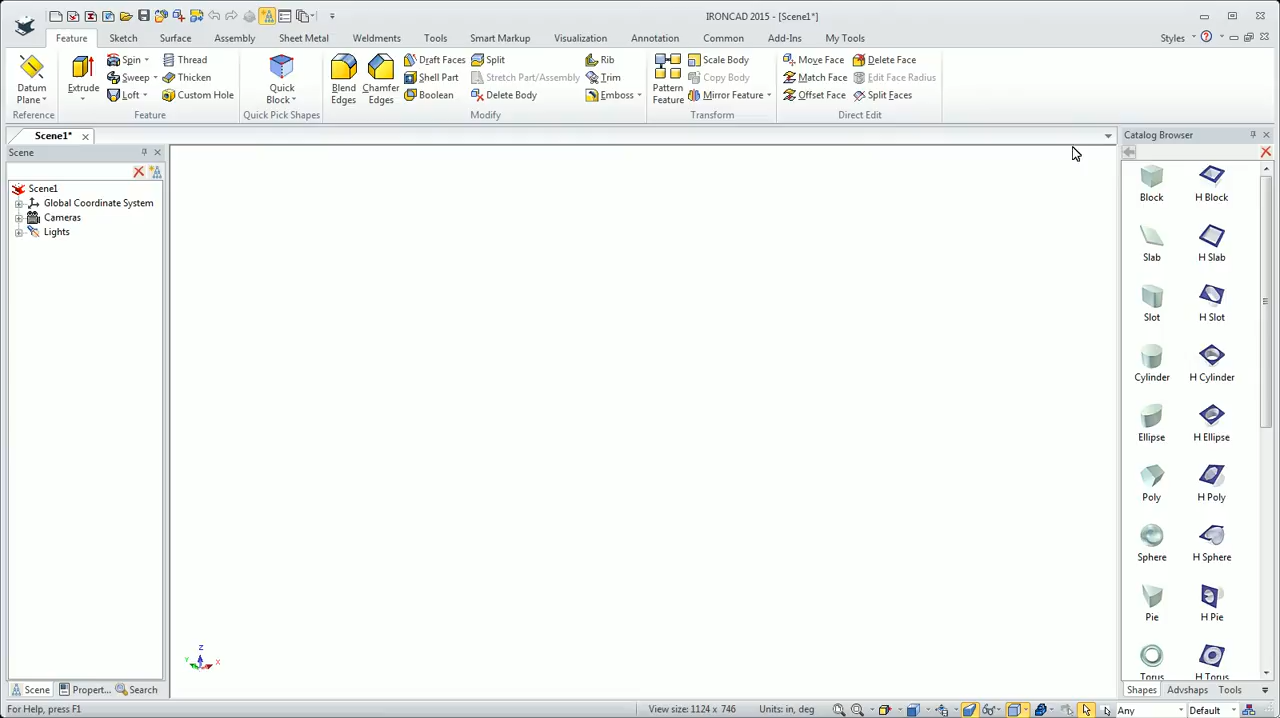 IRONCAD 2015 - [Scene1*]
Feature Sketch Surface Assembly Sheet Metal Weldments Tools Smart Markup Visualization Annotation Common Add-Ins My Tools Styles
Datum Plane
Reference
Extrude
Spin
Sweep
Loft
Thread
Thicken
Custom Hole
Feature
Quick Block
Quick Pick Shapes
Blend Edges
Chamfer Edges
Draft Faces
Shell Part
Boolean
Split
Stretch Part/Assembly
Delete Body
Rib
Trim
Emboss
Modify
Pattern Feature
Scale Body
Copy Body
Mirror Feature
Transform
Move Face
Match Face
Offset Face
Delete Face
Edit Face Radius
Split Faces
Direct Edit
Scene1*
Scene
Scene1
Global Coordinate System
Cameras
Lights
Z
Y X
Catalog Browser
Block H Block
Slab H Slab
Slot H Slot
Cylinder H Cylinder
Ellipse H Ellipse
Poly H Poly
Sphere H Sphere
Pie H Pie
Torus H Torus
Scene Propert... Search
Shapes Advshaps Tools
For Help, press F1
View size: 1124 x 746 Units: in, deg
Any Default